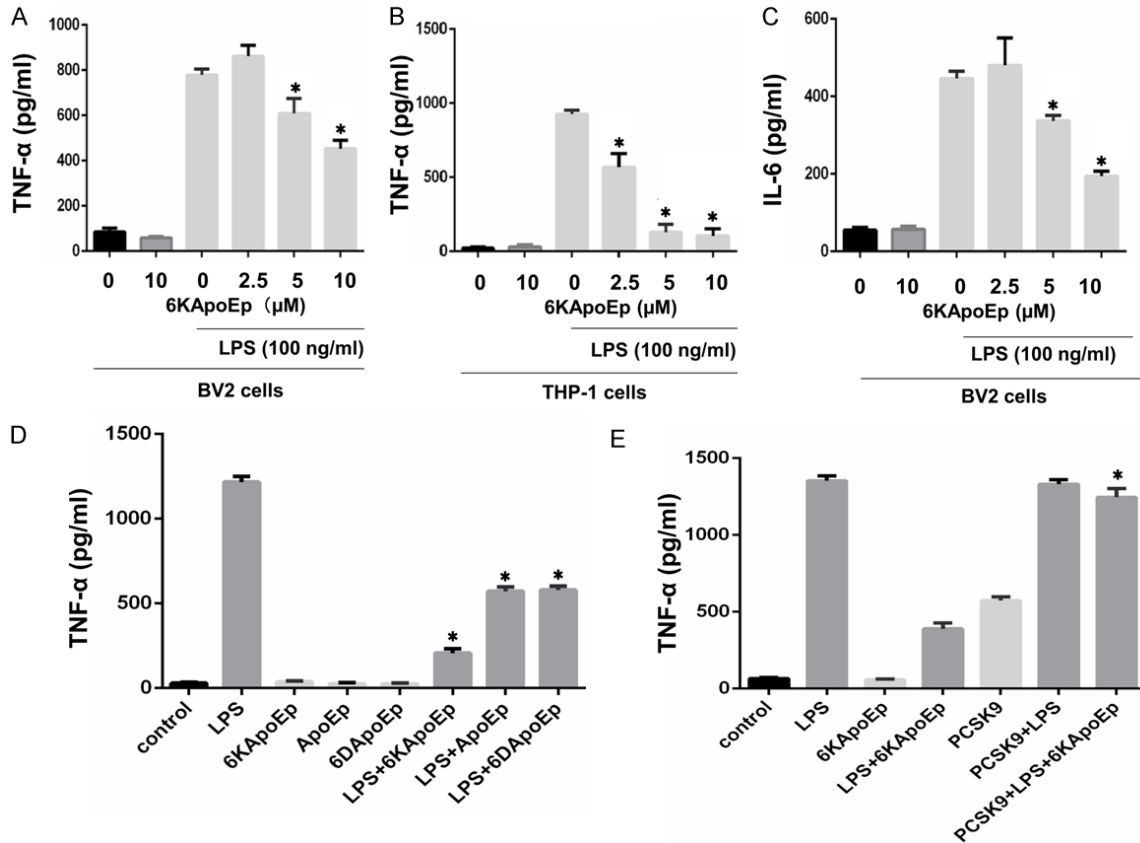 A
TNF-α (pg/ml)
1000
800
600
400
200
0
*
*
0 10 0 2.5 5 10
6KApoEp (μM)
LPS (100 ng/ml)
BV2 cells
B
TNF-α (pg/ml)
1500
1000
500
0
*
*
*
0 10 0 2.5 5 10
6KApoEp (μM)
LPS (100 ng/ml)
THP-1 cells
C
IL-6 (pg/ml)
600
400
200
0
*
*
0 10 0 2.5 5 10
6KApoEp (μM)
LPS (100 ng/ml)
BV2 cells
D
TNF-α (pg/ml)
1500
1000
500
0
*
*
*
control
LPS
6KApoEp
ApoEp
6DApoEp
LPS+6KApoEp
LPS+ApoEp
LPS+6DApoEp
E
TNF-α (pg/ml)
1500
1000
500
0
*
control
LPS
6KApoEp
LPS+6KApoEp
PCSK9
PCSK9+LPS
PCSK9+LPS+6KApoEp